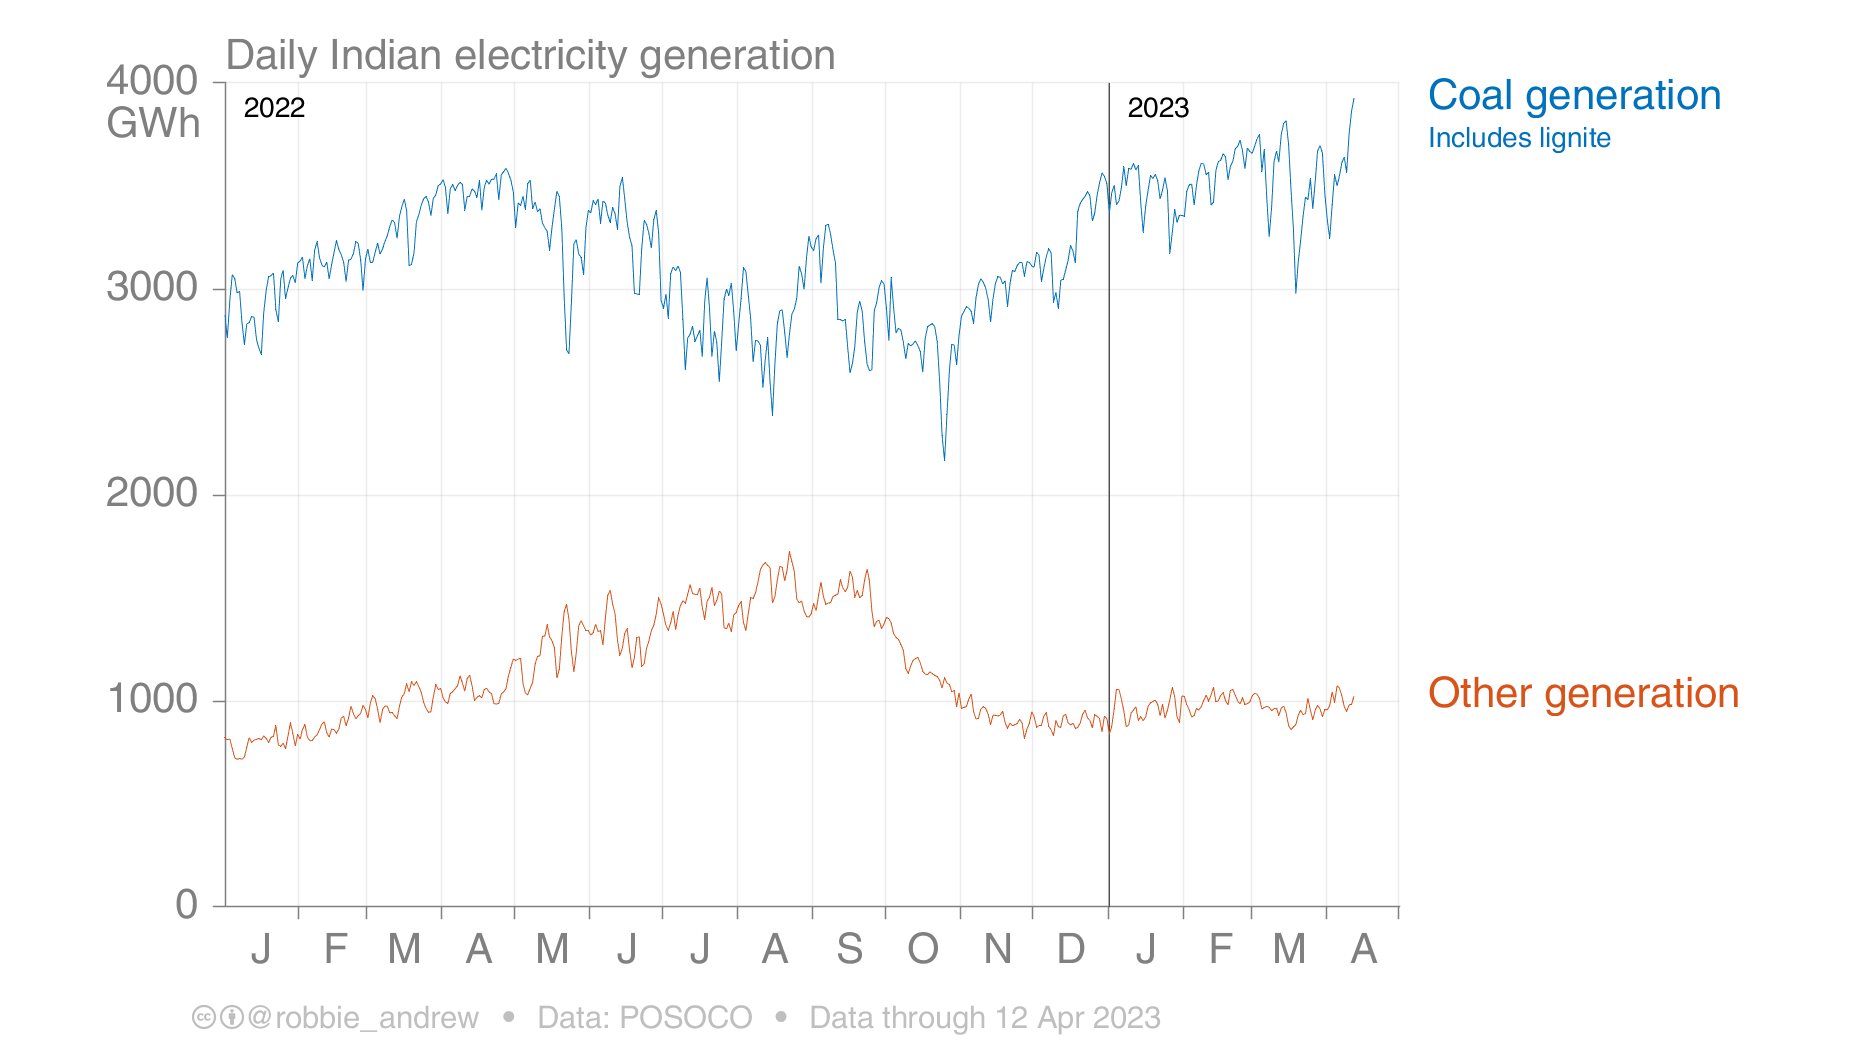 Daily Indian electricity generation
4000
GWh
2022
2023
Coal generation
Includes lignite
3000
2000
1000
Other generation
0
J F M A M J J A S O N D J F M A
@robbie_andrew • Data: POSOCO • Data through 12 Apr 2023